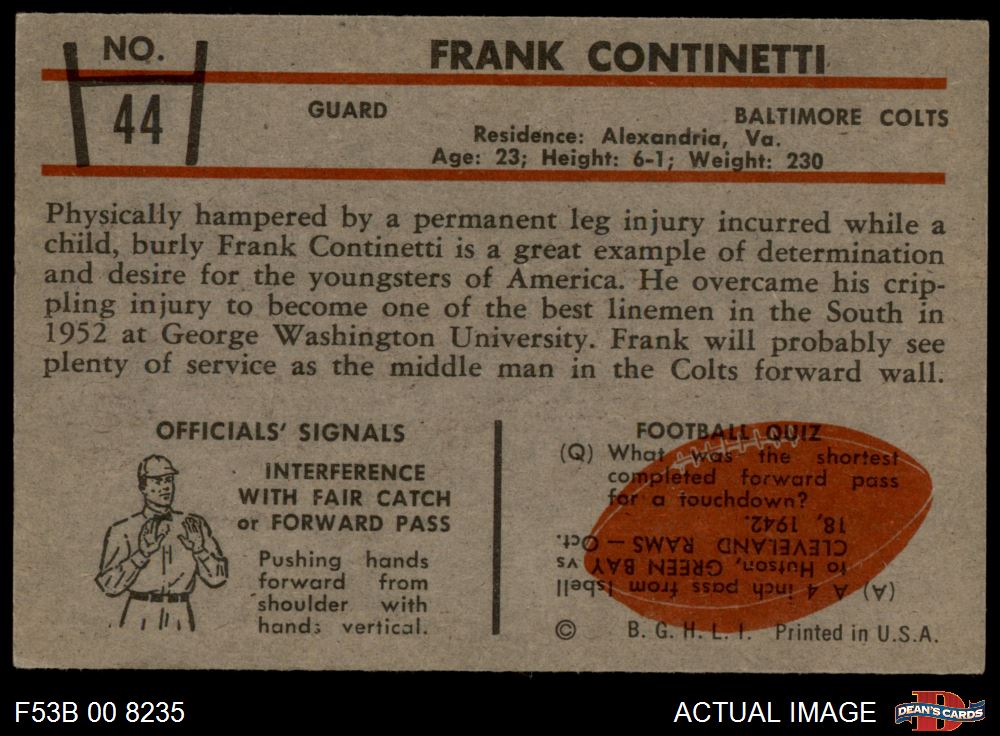 NO.
44
FRANK CONTINETTI
GUARD
BALTIMORE COLTS
Residence: Alexandria, Va.
Age: 23; Height: 6-1; Weight: 230
Physically hampered by a permanent leg injury incurred while a
child, burly Frank Continetti is a great example of determination
and desire for the youngsters of America. He overcame his crip-
pling injury to become one of the best linemen in the South in
1952 at George Washington University. Frank will probably see
plenty of service as the middle man in the Colts forward wall.
OFFICIALS' SIGNALS
INTERFERENCE
WITH FAIR CATCH
or FORWARD PASS
Pushing hands
forward from
shoulder with
hands vertical.
FOOTBALL QUIZ
(Q) What was the shortest
completed forward pass
for a touchdown?
(A) A 4 inch pass from Isbell
to Hutson, GREEN BAY vs
CLEVELAND RAMS — Oct.
18, 1942.
© B. G. H. L. I. Printed in U.S.A.
F53B 00 8235
ACTUAL IMAGE
DEAN'S CARDS